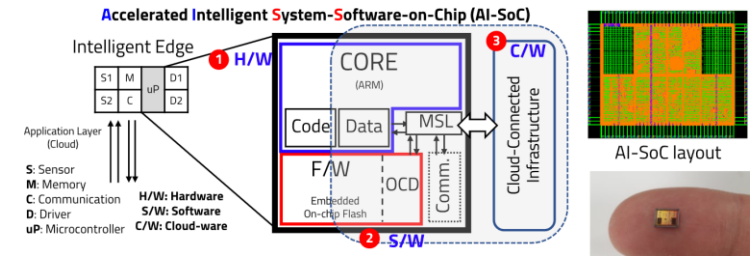 Accelerated Intelligent System-Software-on-Chip (AI-SoC)
Intelligent Edge
S1 M uP D1
S2 C D2
Application Layer
(Cloud)
S: Sensor
M: Memory
C: Communication
D: Driver
uP: Microcontroller
H/W: Hardware
S/W: Software
C/W: Cloud-ware
1 H/W
CORE
(ARM)
Code Data MSL
F/W
Embedded
On-chip Flash
OCD
Comm.
2 S/W
3 C/W
Cloud-Connected
Infrastructure
AI-SoC layout